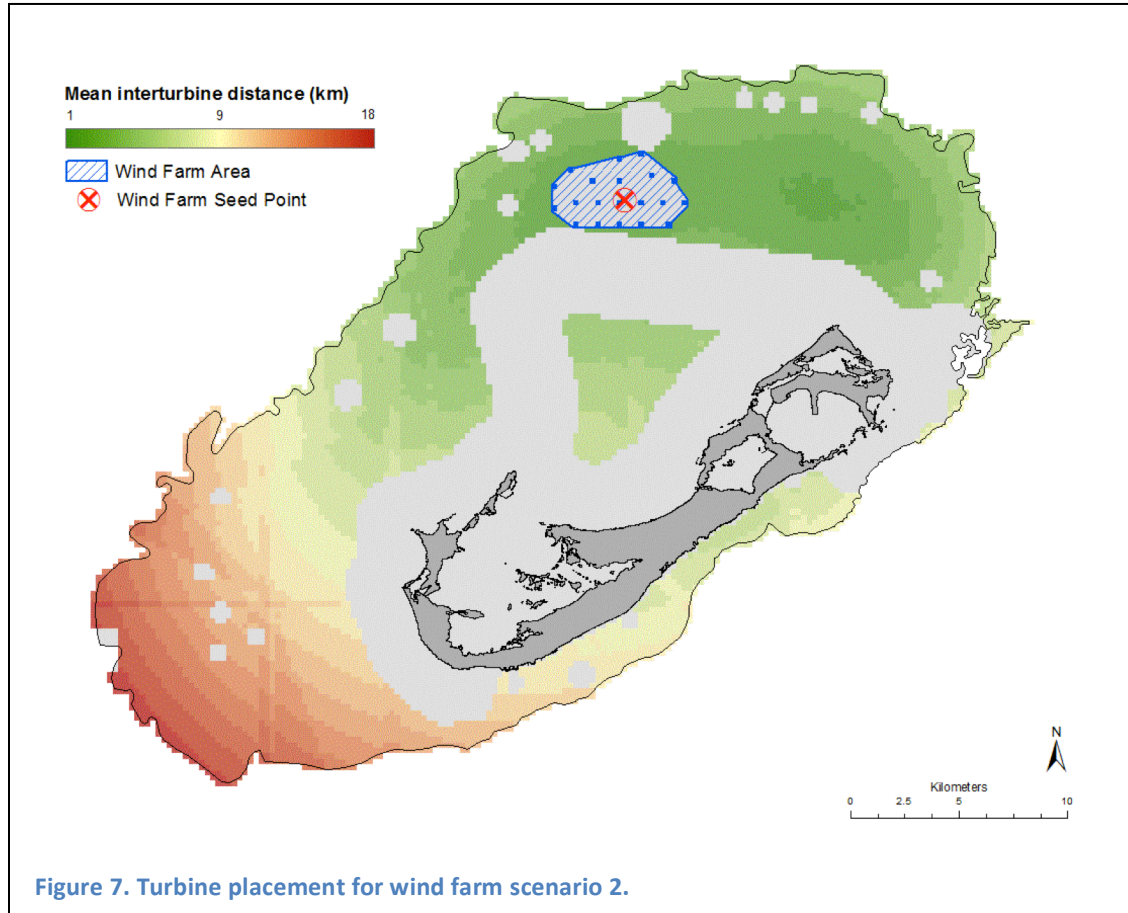 Mean interturbine distance (km)
1 9 18
Wind Farm Area
Wind Farm Seed Point
N
Kilometers
0 2.5 5 10
Figure 7. Turbine placement for wind farm scenario 2.